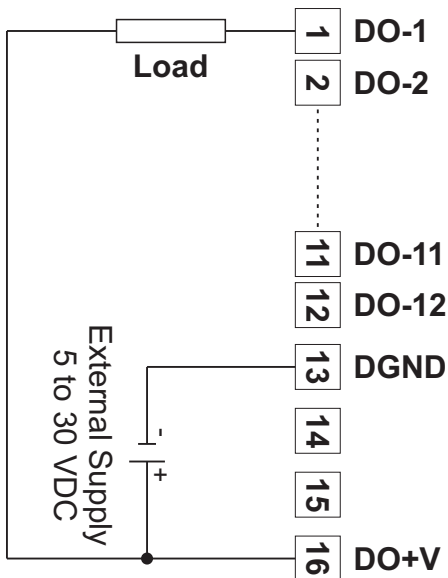 1 DO-1
Load
2 DO-2
11 DO-11
12 DO-12
External Supply
5 to 30 VDC
13 DGND
-
+
14
15
16 DO+V